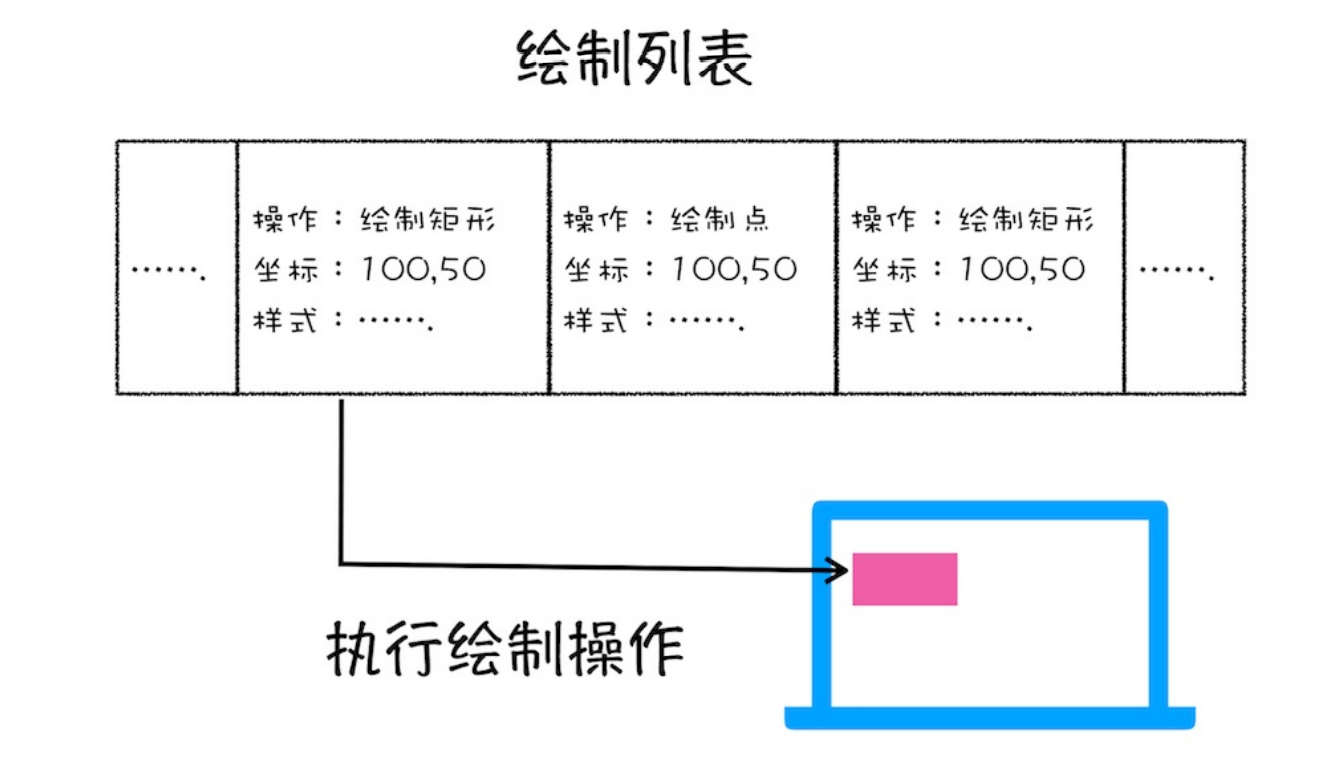 绘制列表
…….
操作：绘制矩形
坐标：100,50
样式：…….
操作：绘制点
坐标：100,50
样式：…….
操作：绘制矩形
坐标：100,50
样式：…….
…….
执行绘制操作